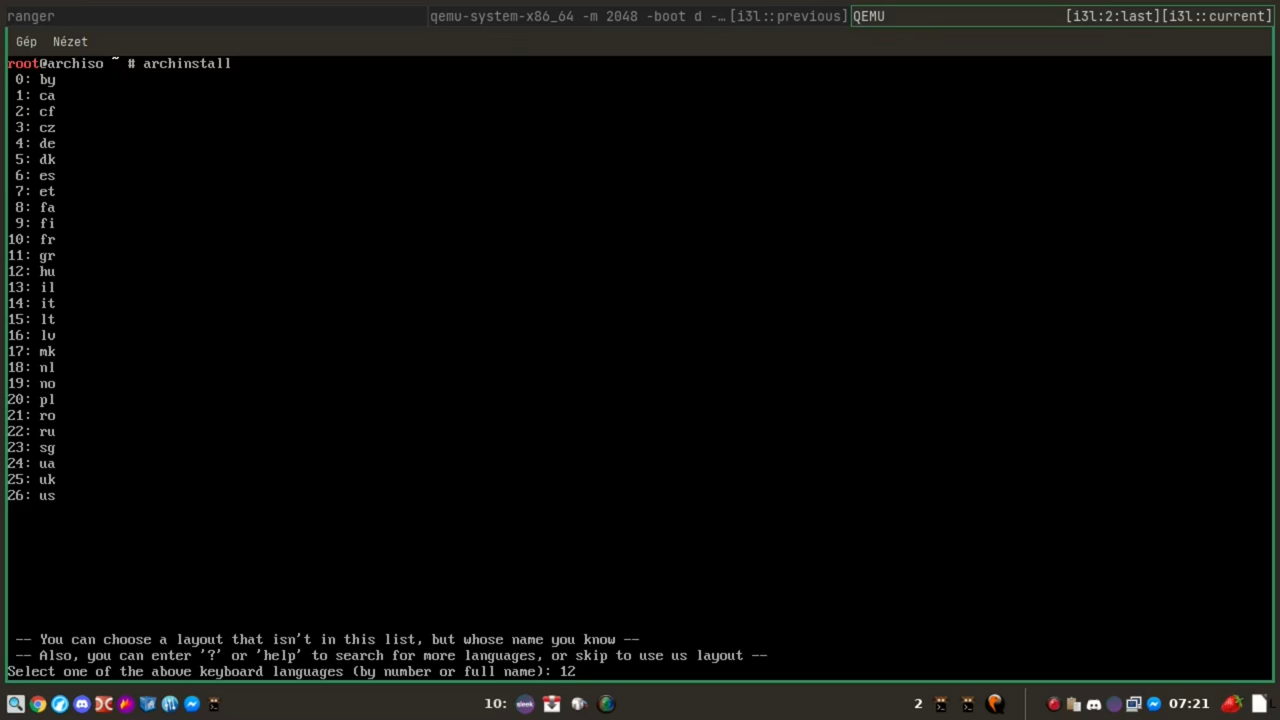 ranger
qemu-system-x86_64 -m 2048 -boot d -…[i3l::previous]
QEMU [i3l:2:last][i3l::current]
Gép Nézet
root@archiso ~ # archinstall
0: by
1: ca
2: cf
3: cz
4: de
5: dk
6: es
7: et
8: fa
9: fi
10: fr
11: gr
12: hu
13: il
14: it
15: lt
16: lv
17: mk
18: nl
19: no
20: pl
21: ro
22: ru
23: sg
24: ua
25: uk
26: us
-- You can choose a layout that isn't in this list, but whose name you know --
-- Also, you can enter '?' or 'help' to search for more languages, or skip to use us layout --
Select one of the above keyboard languages (by number or full name): 12
10: sleek 2 07:21